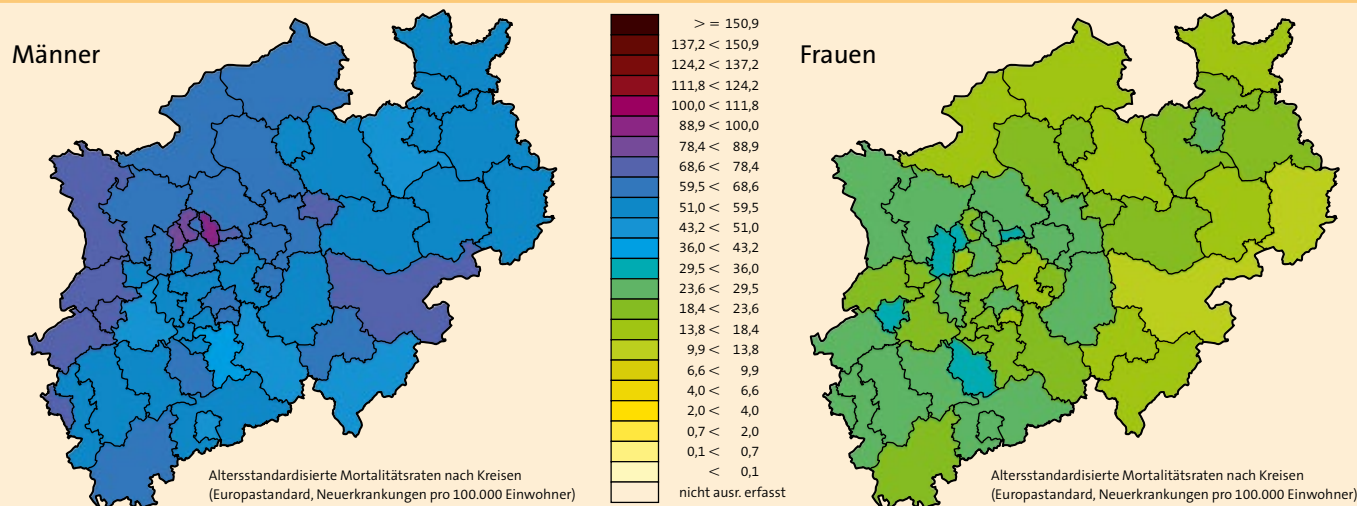 Männer
Altersstandardisierte Mortalitätsraten nach Kreisen
(Europastandard, Neuerkrankungen pro 100.000 Einwohner)
> = 150,9
137,2 < 150,9
124,2 < 137,2
111,8 < 124,2
100,0 < 111,8
88,9 < 100,0
78,4 < 88,9
68,6 < 78,4
59,5 < 68,6
51,0 < 59,5
43,2 < 51,0
36,0 < 43,2
29,5 < 36,0
23,6 < 29,5
18,4 < 23,6
13,8 < 18,4
9,9 < 13,8
6,6 < 9,9
4,0 < 6,6
2,0 < 4,0
0,7 < 2,0
0,1 < 0,7
< 0,1
nicht ausr. erfasst
Frauen
Altersstandardisierte Mortalitätsraten nach Kreisen
(Europastandard, Neuerkrankungen pro 100.000 Einwohner)